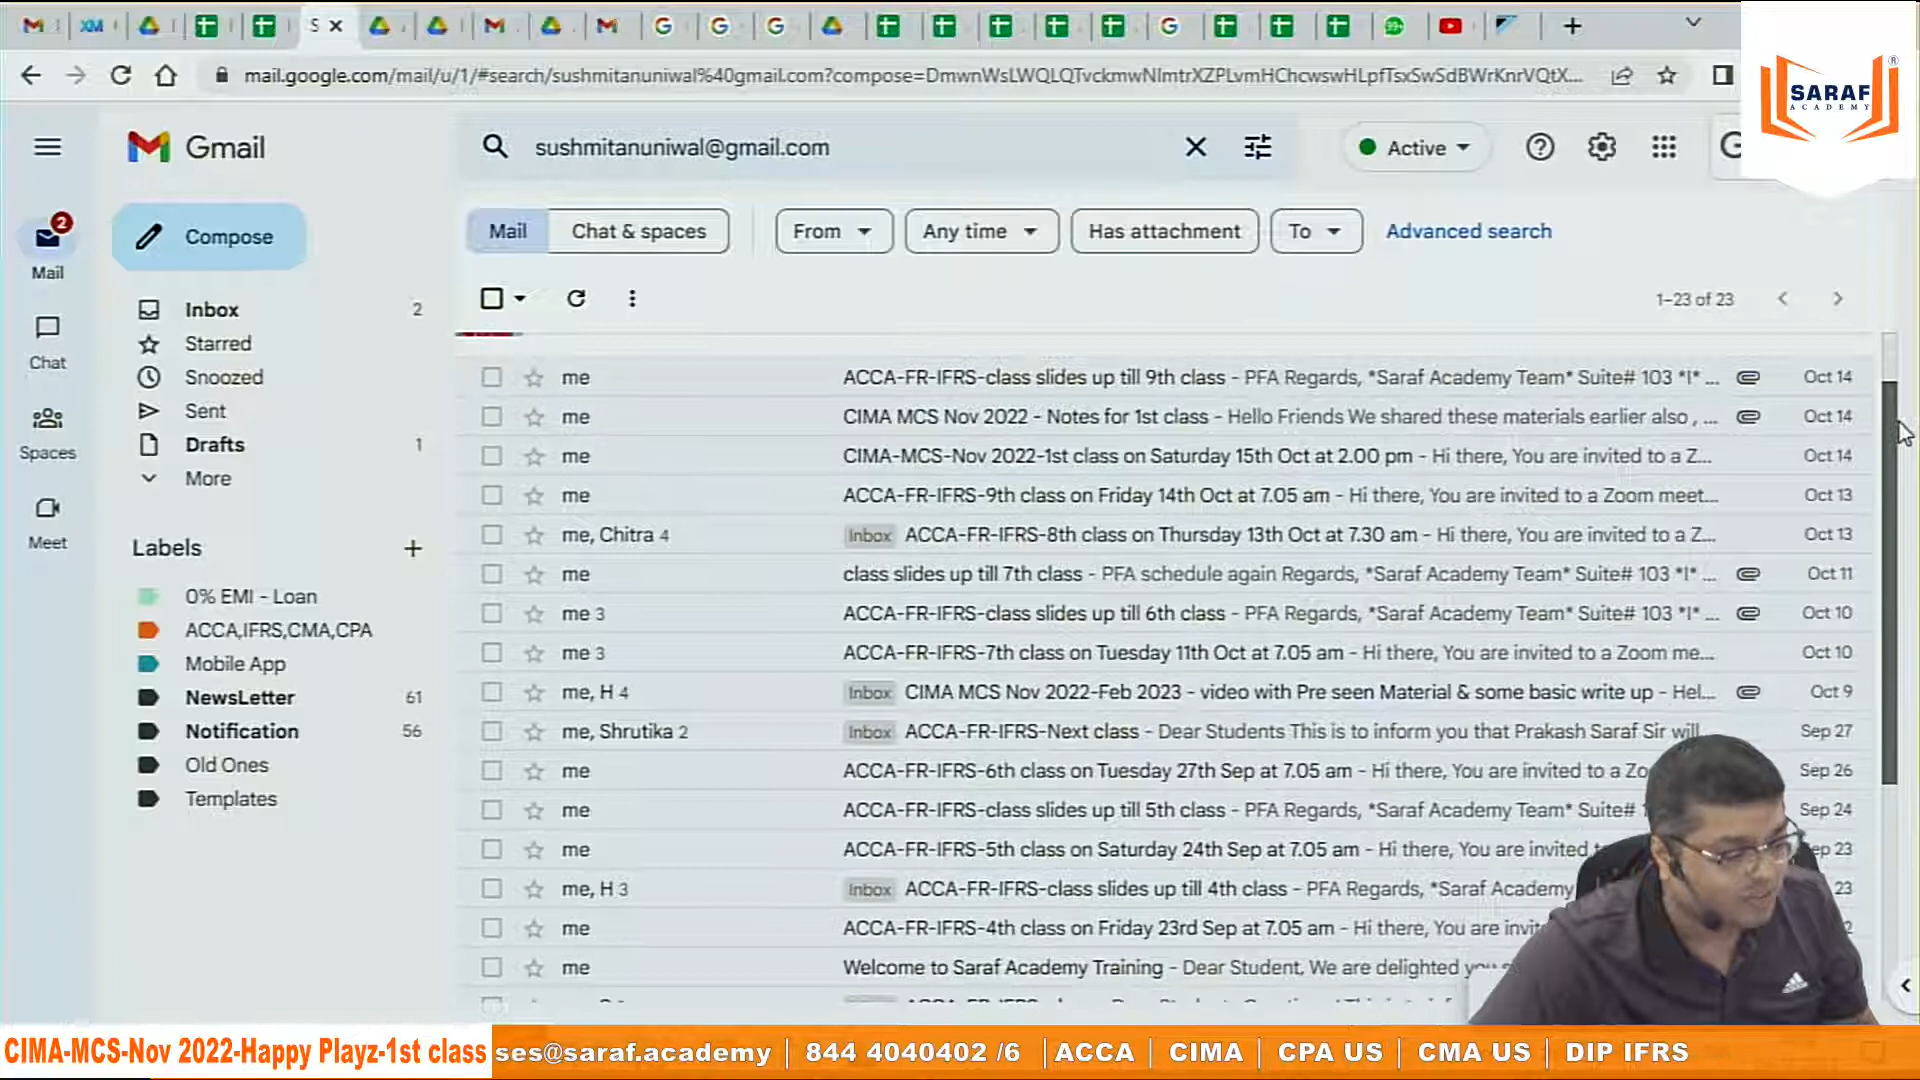 XM
S
99+
mail.google.com/mail/u/1/#search/sushmitanuniwal%40gmail.com?compose=DmwnWsLWQLQTvckmwNlmtrXZPLvmHChcwswHLpfTsxSwSdBWrKnrVQtX...
SARAF
ACADEMY
®
Gmail
sushmitanuniwal@gmail.com
Active
G
2
Mail
Compose
Mail
Chat & spaces
From
Any time
Has attachment
To
Advanced search
1–23 of 23
Chat
Spaces
Meet
Inbox 2
Starred
Snoozed
Sent
Drafts 1
More
Labels
0% EMI - Loan
ACCA,IFRS,CMA,CPA
Mobile App
NewsLetter 61
Notification 56
Old Ones
Templates
me ACCA-FR-IFRS-class slides up till 9th class - PFA Regards, *Saraf Academy Team* Suite# 103 *I* ... Oct 14
me CIMA MCS Nov 2022 - Notes for 1st class - Hello Friends We shared these materials earlier also , ... Oct 14
me CIMA-MCS-Nov 2022-1st class on Saturday 15th Oct at 2.00 pm - Hi there, You are invited to a Z... Oct 14
me ACCA-FR-IFRS-9th class on Friday 14th Oct at 7.05 am - Hi there, You are invited to a Zoom meet... Oct 13
me, Chitra 4 Inbox ACCA-FR-IFRS-8th class on Thursday 13th Oct at 7.30 am - Hi there, You are invited to a Z... Oct 13
me class slides up till 7th class - PFA schedule again Regards, *Saraf Academy Team* Suite# 103 *I* ... Oct 11
me 3 ACCA-FR-IFRS-class slides up till 6th class - PFA Regards, *Saraf Academy Team* Suite# 103 *I* ... Oct 10
me 3 ACCA-FR-IFRS-7th class on Tuesday 11th Oct at 7.05 am - Hi there, You are invited to a Zoom me... Oct 10
me, H 4 Inbox CIMA MCS Nov 2022-Feb 2023 - video with Pre seen Material & some basic write up - Hel... Oct 9
me, Shrutika 2 Inbox ACCA-FR-IFRS-Next class - Dear Students This is to inform you that Prakash Saraf Sir will Sep 27
me ACCA-FR-IFRS-6th class on Tuesday 27th Sep at 7.05 am - Hi there, You are invited to a Zo Sep 26
me ACCA-FR-IFRS-class slides up till 5th class - PFA Regards, *Saraf Academy Team* Suite# Sep 24
me ACCA-FR-IFRS-5th class on Saturday 24th Sep at 7.05 am - Hi there, You are invited 23
me, H 3 Inbox ACCA-FR-IFRS-class slides up till 4th class - PFA Regards, *Saraf Academy 23
me ACCA-FR-IFRS-4th class on Friday 23rd Sep at 7.05 am - Hi there, You are
me Welcome to Saraf Academy Training - Dear Student, We are delighted
CIMA-MCS-Nov 2022-Happy Playz-1st class ses@saraf.academy | 844 4040402 /6 | ACCA | CIMA | CPA US | CMA US | DIP IFRS